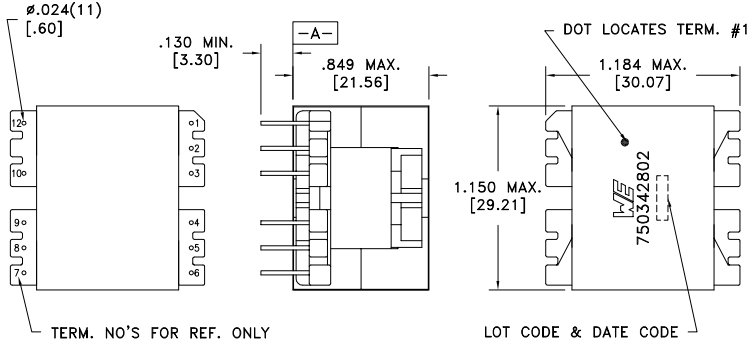 ø.024(11)
[.60]
.130 MIN.
[3.30]
-A-
.849 MAX.
[21.56]
DOT LOCATES TERM. #1
1.184 MAX.
[30.07]
12
1
2
10
3
9
4
8
5
7
6
1.150 MAX.
[29.21]
WE
750342802
TERM. NO'S FOR REF. ONLY
LOT CODE & DATE CODE